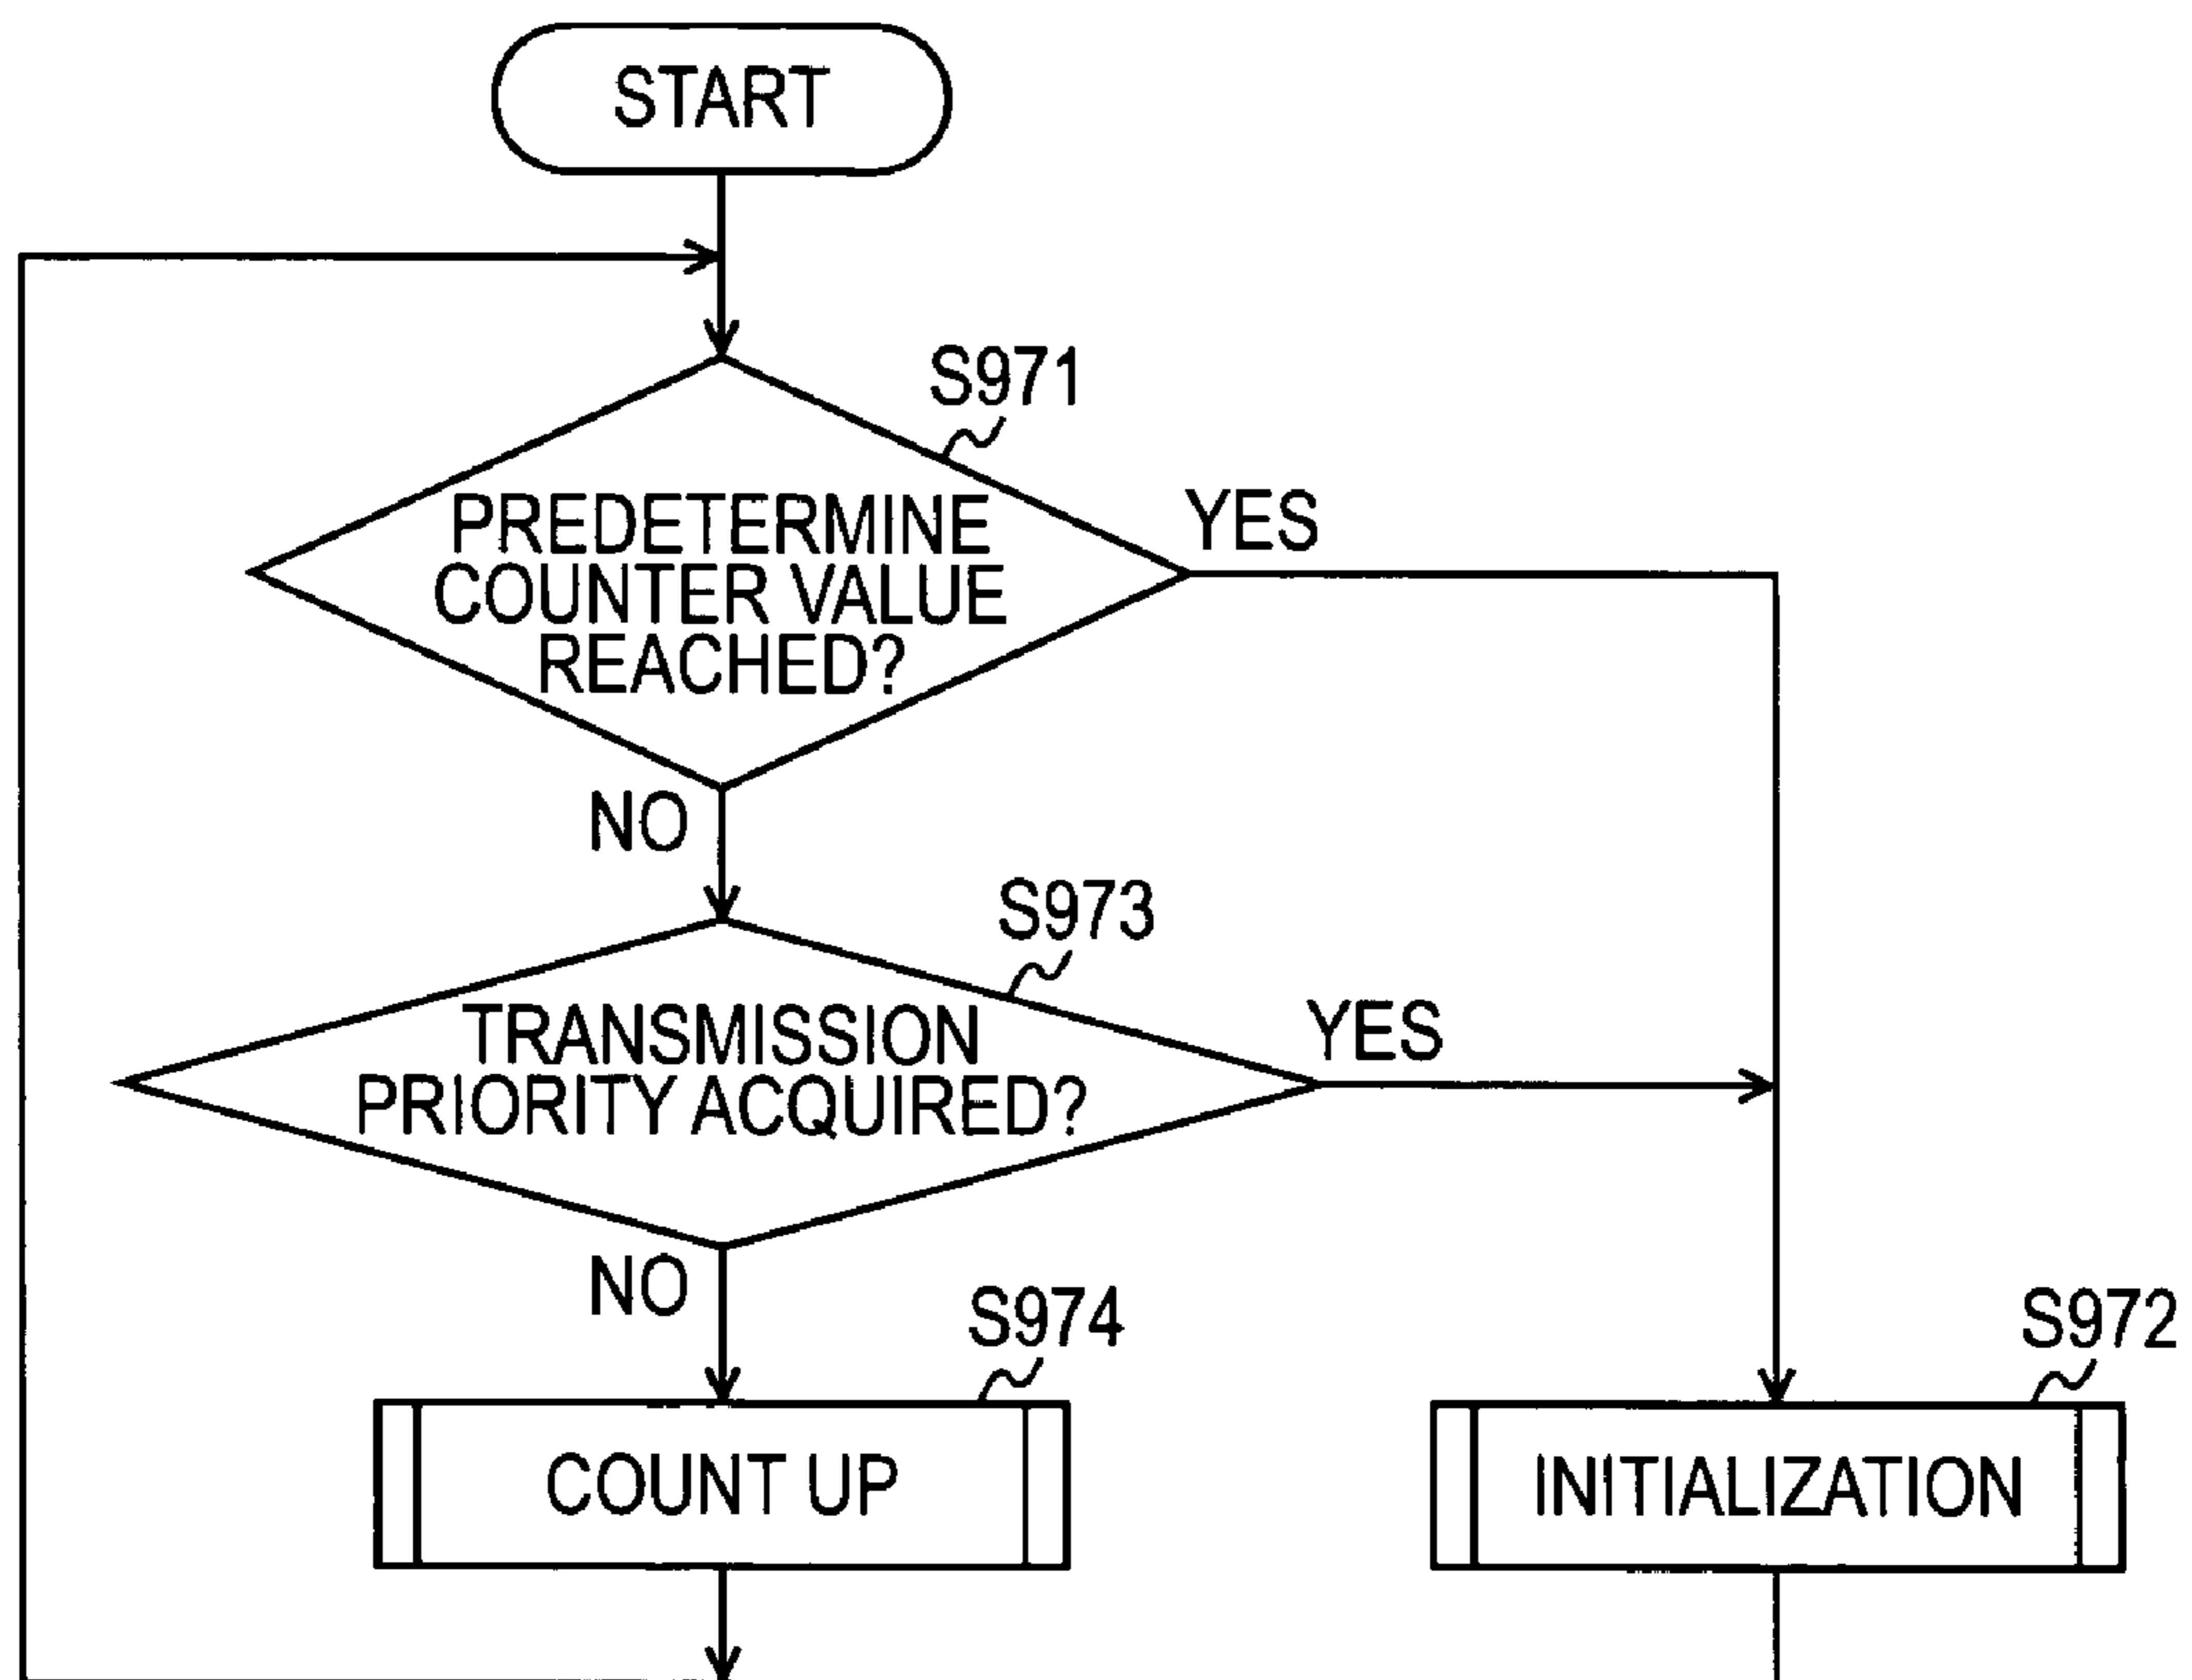 START
S971
PREDETERMINE
COUNTER VALUE
REACHED?
YES
NO
S973
TRANSMISSION
PRIORITY ACQUIRED?
YES
NO
S974
COUNT UP
S972
INITIALIZATION